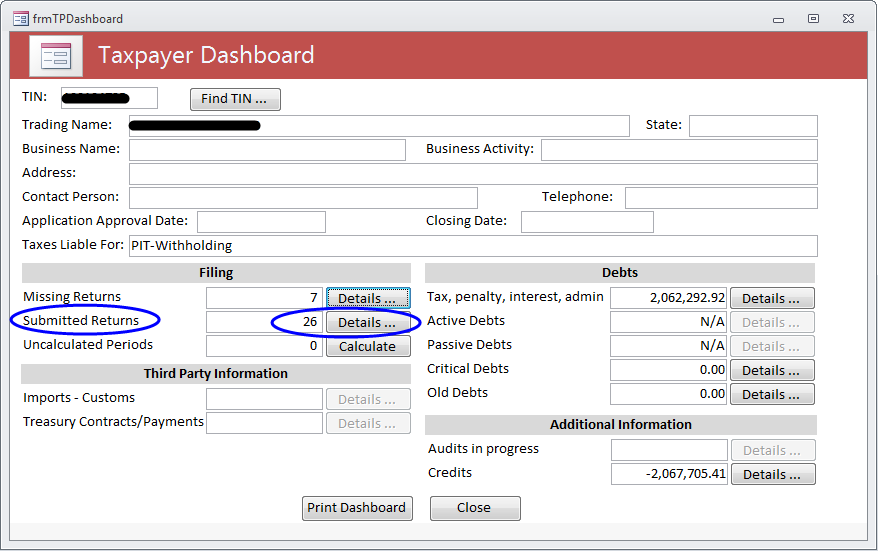 frmTPDashboard
Taxpayer Dashboard
TIN: Find TIN ...
Trading Name: State:
Business Name: Business Activity:
Address:
Contact Person: Telephone:
Application Approval Date: Closing Date:
Taxes Liable For: PIT-Withholding
Filing
Missing Returns 7 Details ...
Submitted Returns 26 Details ...
Uncalculated Periods 0 Calculate
Third Party Information
Imports - Customs Details ...
Treasury Contracts/Payments Details ...
Debts
Tax, penalty, interest, admin 2,062,292.92 Details ...
Active Debts N/A Details ...
Passive Debts N/A Details ...
Critical Debts 0.00 Details ...
Old Debts 0.00 Details ...
Additional Information
Audits in progress Details ...
Credits -2,067,705.41 Details ...
Print Dashboard Close